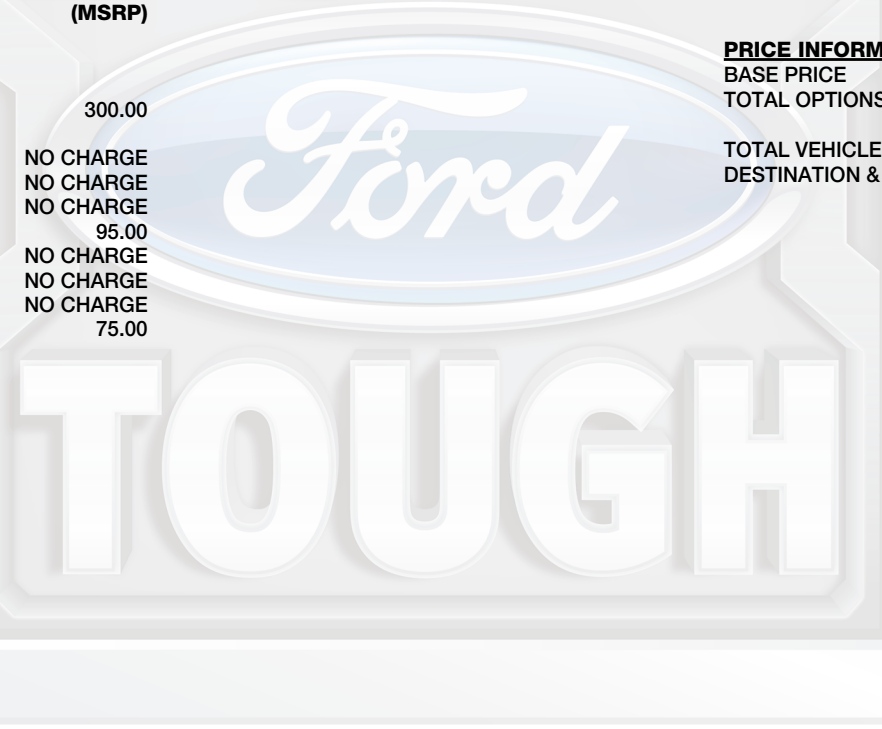 (MSRP)
300.00
NO CHARGE
NO CHARGE
NO CHARGE
95.00
NO CHARGE
NO CHARGE
NO CHARGE
75.00
PRICE INFORM
BASE PRICE
TOTAL OPTIONS
TOTAL VEHICLE
DESTINATION &
Ford
TOUGH